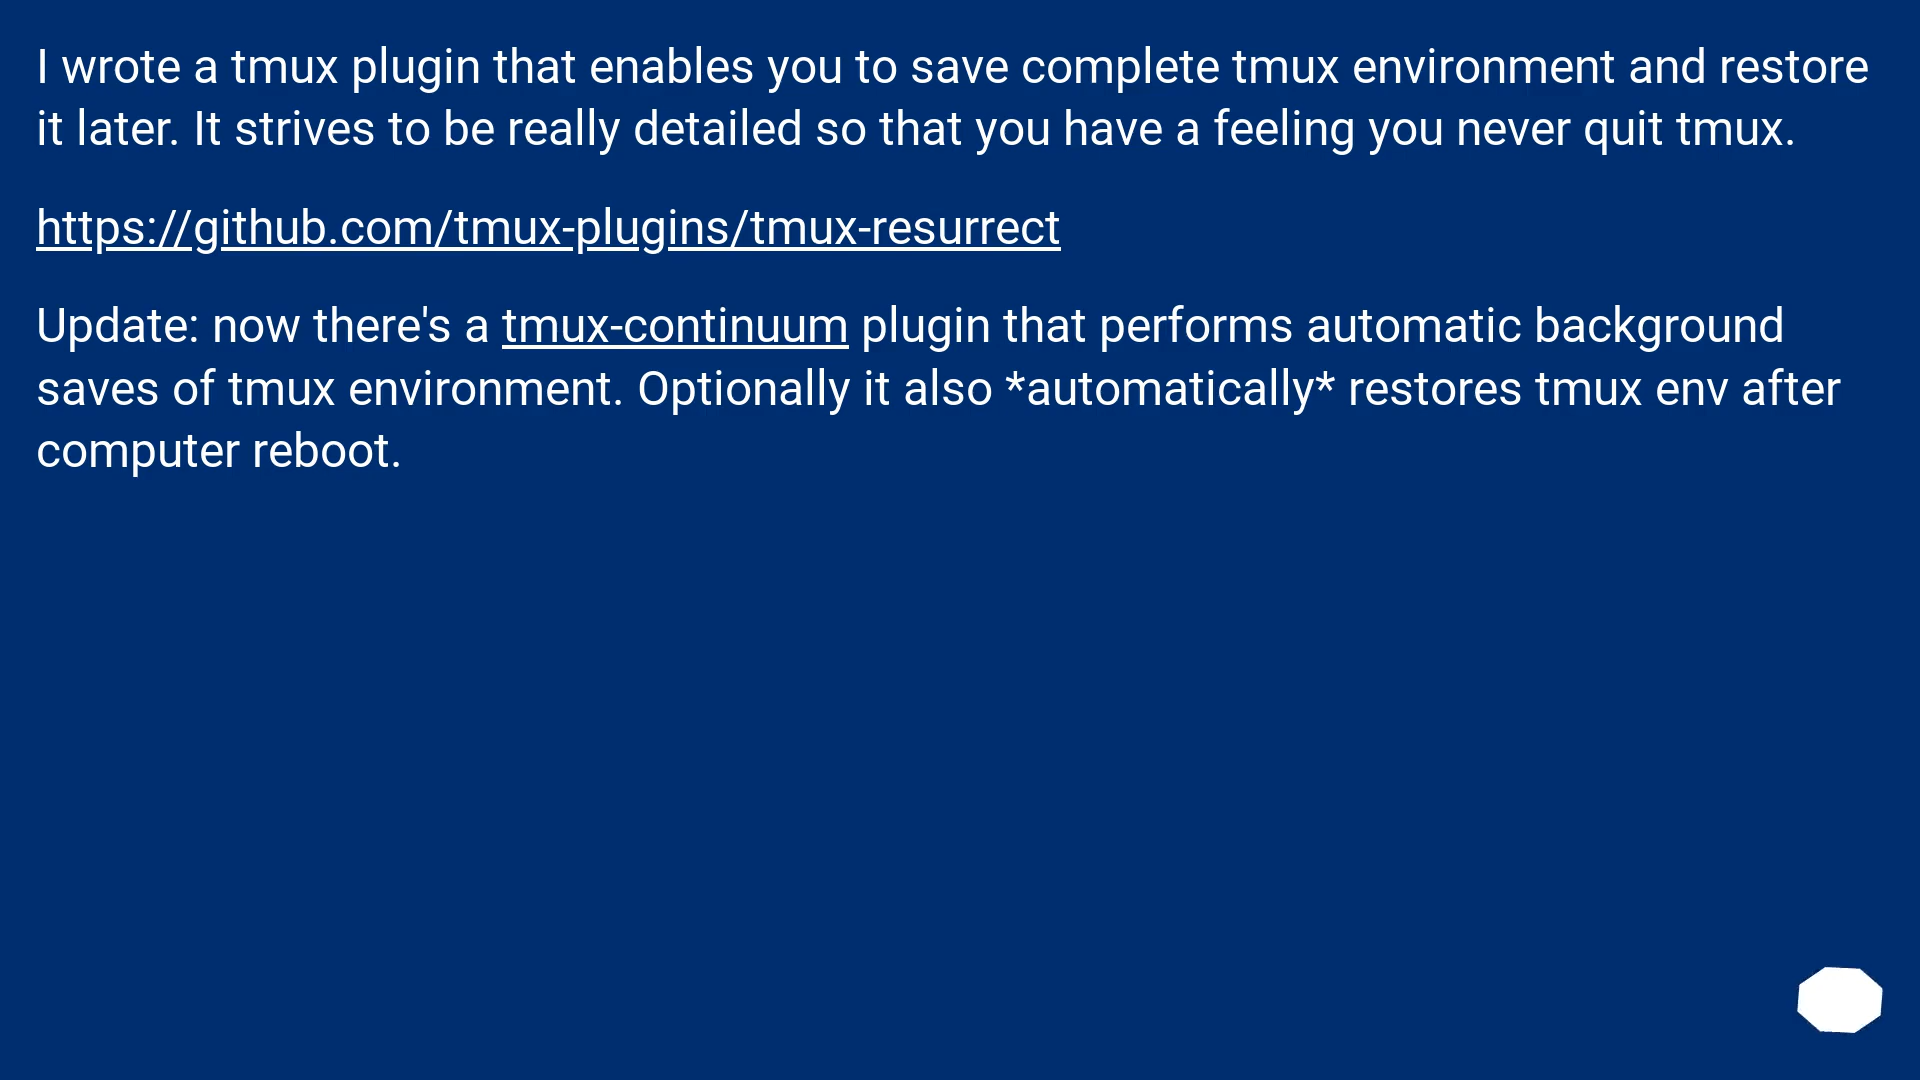 I wrote a tmux plugin that enables you to save complete tmux environment and restore
it later. It strives to be really detailed so that you have a feeling you never quit tmux.
https://github.com/tmux-plugins/tmux-resurrect
Update: now there's a tmux-continuum plugin that performs automatic background
saves of tmux environment. Optionally it also *automatically* restores tmux env after
computer reboot.